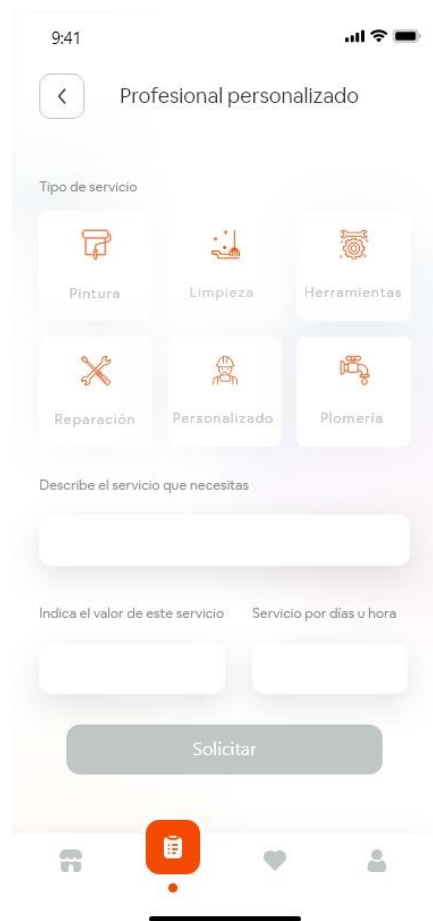 9:41
Profesional personalizado
Tipo de servicio
Pintura Limpieza Herramientas
Reparación Personalizado Plomería
Describe el servicio que necesitas
Indica el valor de este servicio Servicio por días u hora
Solicitar